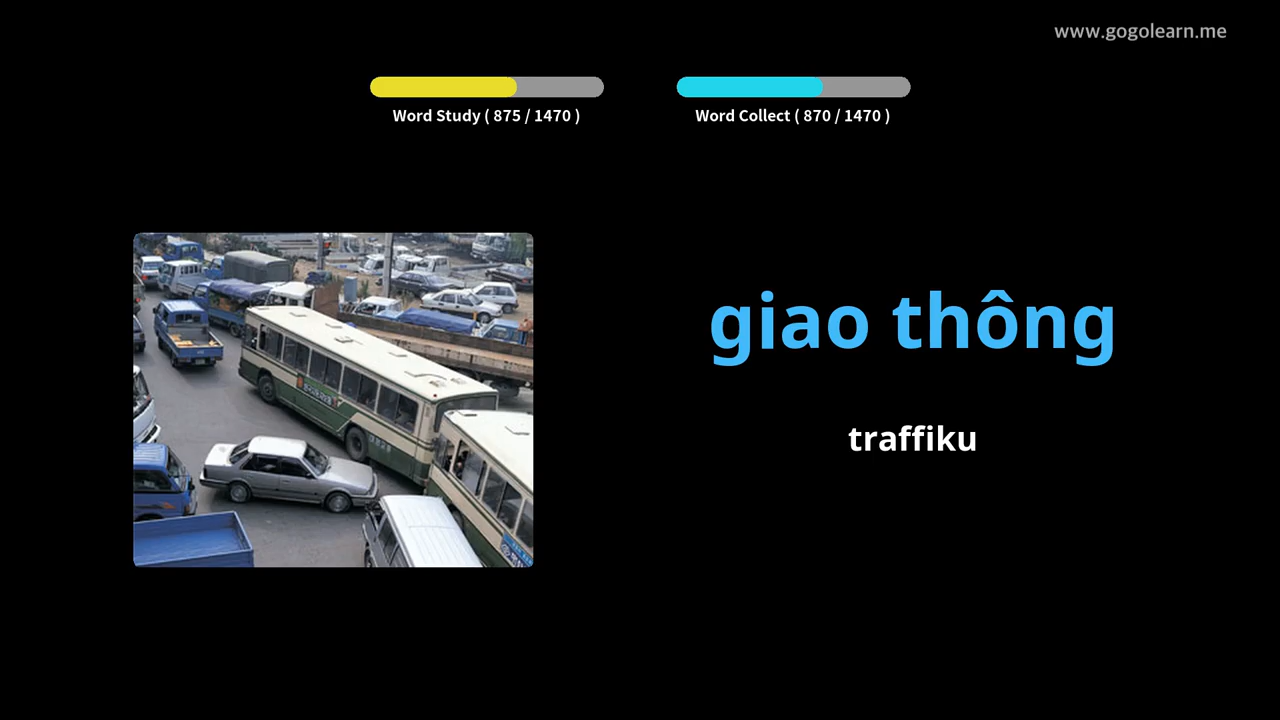 www.gogolearn.me
Word Study ( 875 / 1470 )
Word Collect ( 870 / 1470 )
giao thông
traffiku